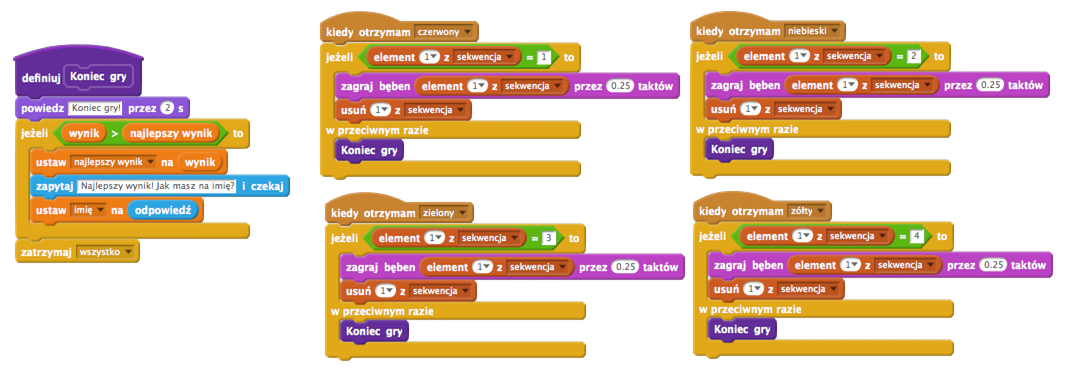 definiuj Koniec gry
powiedz Koniec gry! przez 2 s
jeżeli wynik > najlepszy wynik to
ustaw najlepszy wynik na wynik
zapytaj Najlepszy wynik! Jak masz na imię? i czekaj
ustaw imię na odpowiedź
zatrzymaj wszystko
kiedy otrzymam czerwony
jeżeli element 1 z sekwencja = 1 to
zagraj bęben element 1 z sekwencja przez 0.25 taktów
usuń 1 z sekwencja
w przeciwnym razie
Koniec gry
kiedy otrzymam niebieski
jeżeli element 1 z sekwencja = 2 to
zagraj bęben element 1 z sekwencja przez 0.25 taktów
usuń 1 z sekwencja
w przeciwnym razie
Koniec gry
kiedy otrzymam zielony
jeżeli element 1 z sekwencja = 3 to
zagraj bęben element 1 z sekwencja przez 0.25 taktów
usuń 1 z sekwencja
w przeciwnym razie
Koniec gry
kiedy otrzymam żółty
jeżeli element 1 z sekwencja = 4 to
zagraj bęben element 1 z sekwencja przez 0.25 taktów
usuń 1 z sekwencja
w przeciwnym razie
Koniec gry